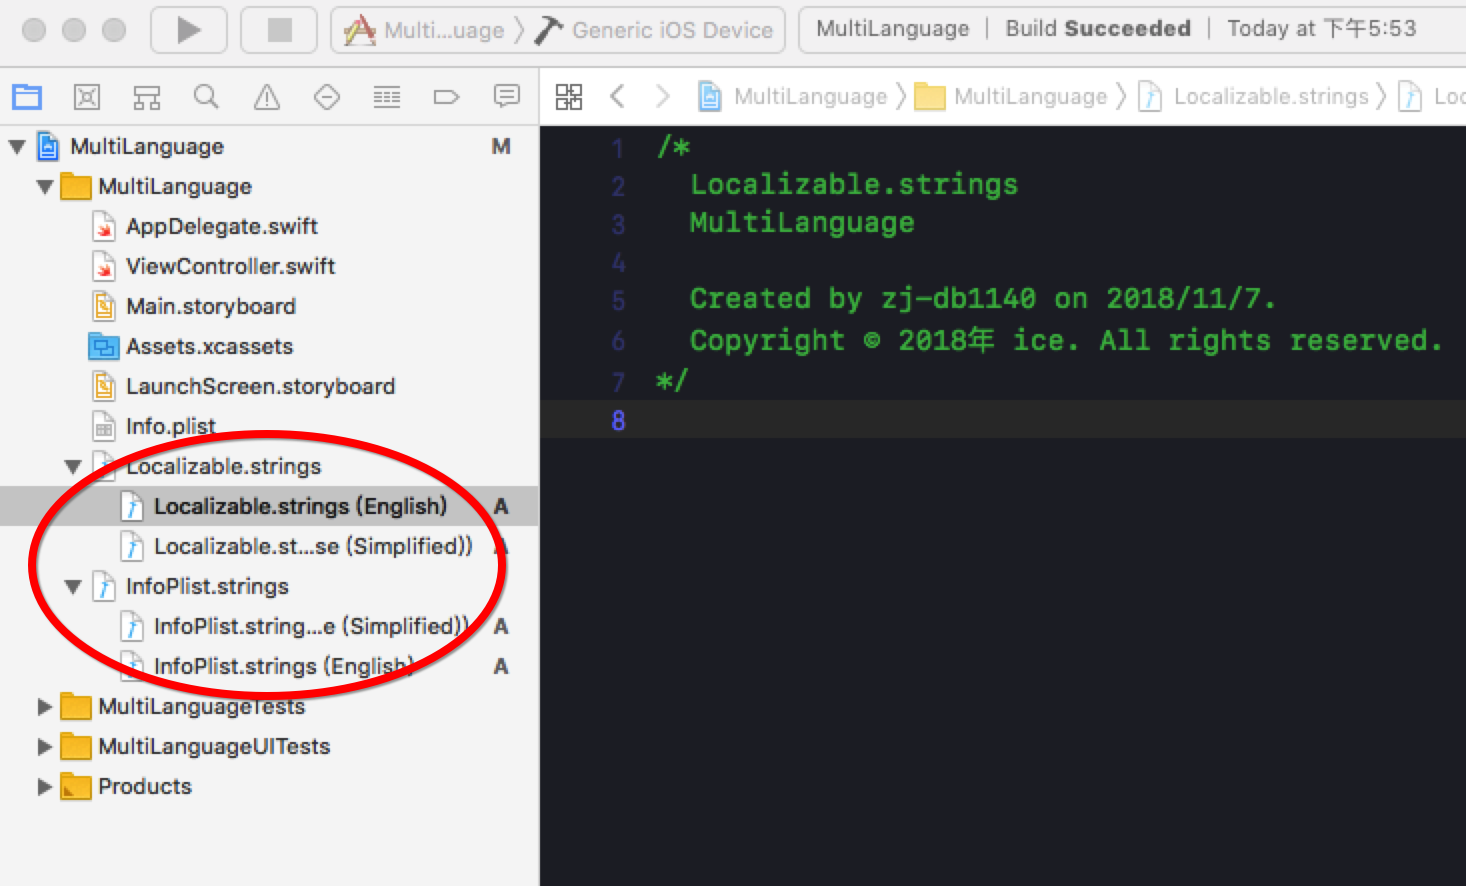 Multi...uage 〉 Generic iOS Device
MultiLanguage | Build Succeeded | Today at 下午5:53
MultiLanguage 〉 MultiLanguage 〉 Localizable.strings 〉 Loc
MultiLanguage M
MultiLanguage
AppDelegate.swift
ViewController.swift
Main.storyboard
Assets.xcassets
LaunchScreen.storyboard
Info.plist
Localizable.strings
Localizable.strings (English) A
Localizable.st...se (Simplified)) A
InfoPlist.strings
InfoPlist.string...e (Simplified)) A
InfoPlist.strings (English) A
MultiLanguageTests
MultiLanguageUITests
Products
1 /*
2 Localizable.strings
3 MultiLanguage
4
5 Created by zj-db1140 on 2018/11/7.
6 Copyright © 2018年 ice. All rights reserved.
7 */
8